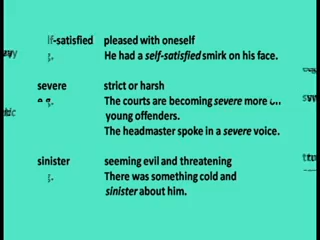 lf-satisfied pleased with oneself
He had a self-satisfied smirk on his face.
severe strict or harsh
The courts are becoming severe more on
young offenders.
The headmaster spoke in a severe voice.
sinister seeming evil and threatening
There was something cold and
sinister about him.